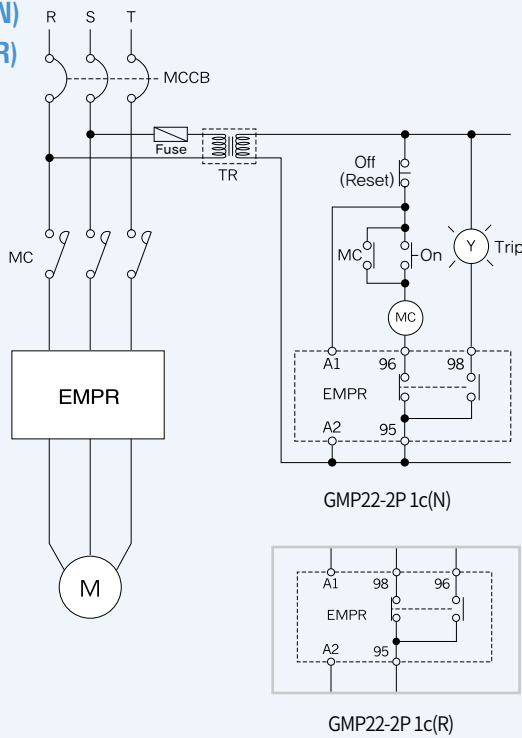 N)
R)
R S T
MCCB
Fuse
TR
Off
(Reset)
MC
MC
On
Y
Trip
MC
A1 96 98
EMPR
EMPR
A2 95
GMP22-2P 1c(N)
M
A1 98 96
EMPR
A2 95
GMP22-2P 1c(R)